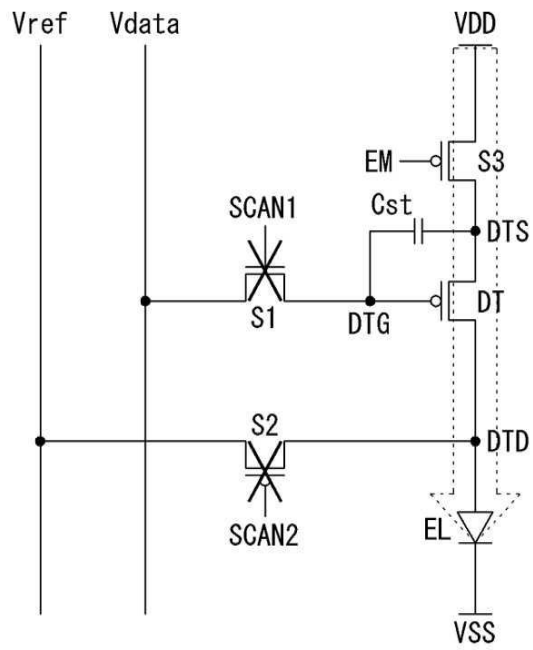 Vref
Vdata
VDD
EM
S3
Cst
SCAN1
DTS
S1
DTG
DT
S2
DTD
SCAN2
EL
VSS